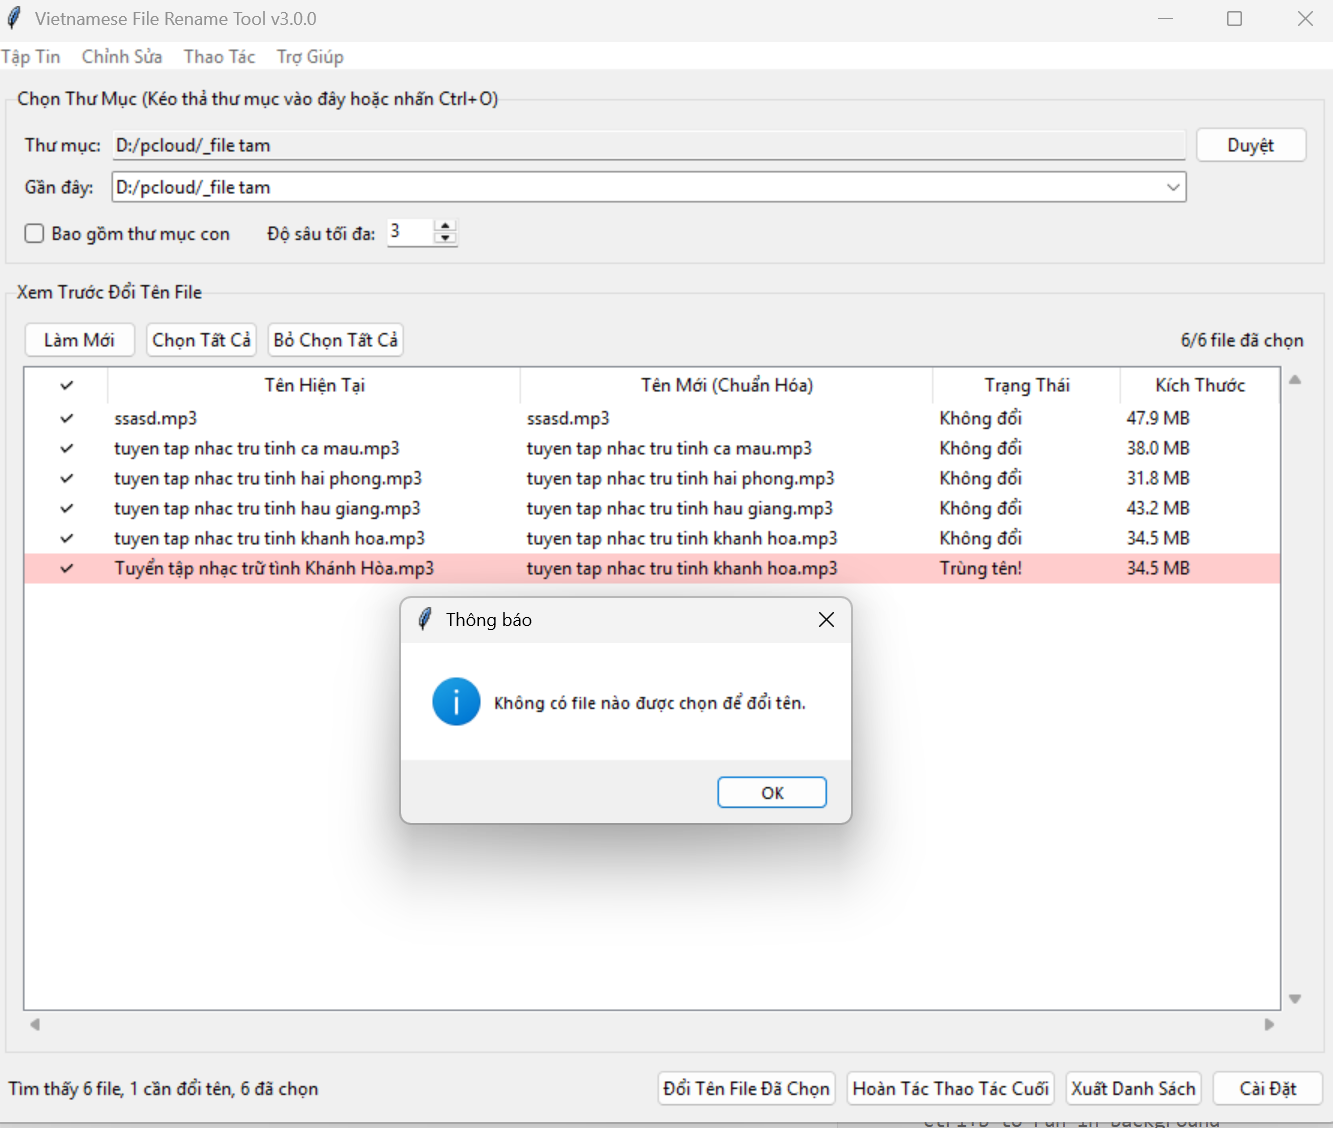 Vietnamese File Rename Tool v3.0.0
Tập Tin Chỉnh Sửa Thao Tác Trợ Giúp
Chọn Thư Mục (Kéo thả thư mục vào đây hoặc nhấn Ctrl+O)
Thư mục: D:/pcloud/_file tam Duyệt
Gần đây: D:/pcloud/_file tam
Bao gồm thư mục con Độ sâu tối đa: 3
Xem Trước Đổi Tên File
Làm Mới Chọn Tất Cả Bỏ Chọn Tất Cả 6/6 file đã chọn
✓ Tên Hiện Tại Tên Mới (Chuẩn Hóa) Trạng Thái Kích Thước
✓ ssasd.mp3 ssasd.mp3 Không đổi 47.9 MB
✓ tuyen tap nhac tru tinh ca mau.mp3 tuyen tap nhac tru tinh ca mau.mp3 Không đổi 38.0 MB
✓ tuyen tap nhac tru tinh hai phong.mp3 tuyen tap nhac tru tinh hai phong.mp3 Không đổi 31.8 MB
✓ tuyen tap nhac tru tinh hau giang.mp3 tuyen tap nhac tru tinh hau giang.mp3 Không đổi 43.2 MB
✓ tuyen tap nhac tru tinh khanh hoa.mp3 tuyen tap nhac tru tinh khanh hoa.mp3 Không đổi 34.5 MB
✓ Tuyển tập nhạc trữ tình Khánh Hòa.mp3 tuyen tap nhac tru tinh khanh hoa.mp3 Trùng tên! 34.5 MB
Thông báo
Không có file nào được chọn để đổi tên.
OK
Tìm thấy 6 file, 1 cần đổi tên, 6 đã chọn Đổi Tên File Đã Chọn Hoàn Tác Thao Tác Cuối Xuất Danh Sách Cài Đặt
ctrl+b to run in background